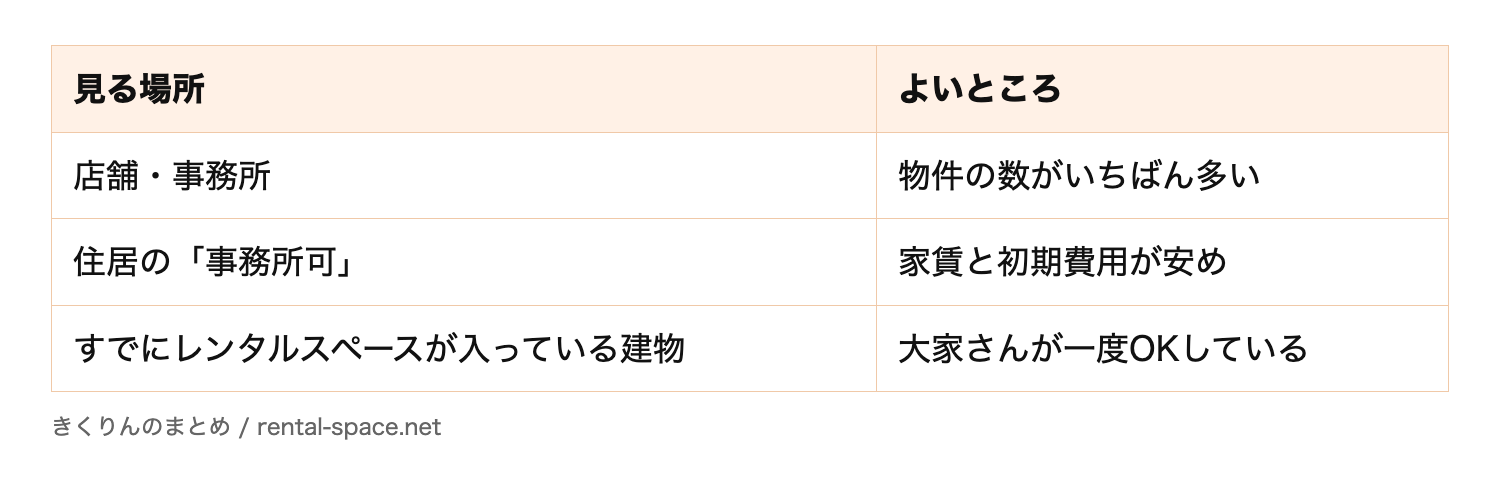 見る場所 よいところ
店舗・事務所 物件の数がいちばん多い
住居の「事務所可」 家賃と初期費用が安め
すでにレンタルスペースが入っている建物 大家さんが一度OKしている
きくりんのまとめ / rental-space.net